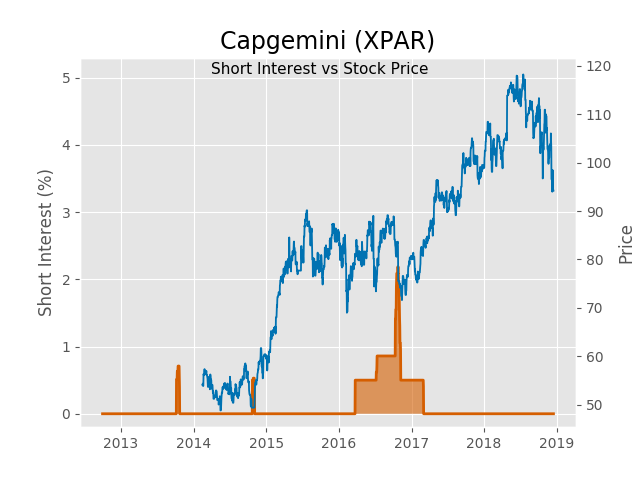 Capgemini (XPAR)
Short Interest vs Stock Price
Short Interest (%)
5
4
3
2
1
0
120
110
100
90
80
70
60
50
Price
2013 2014 2015 2016 2017 2018 2019